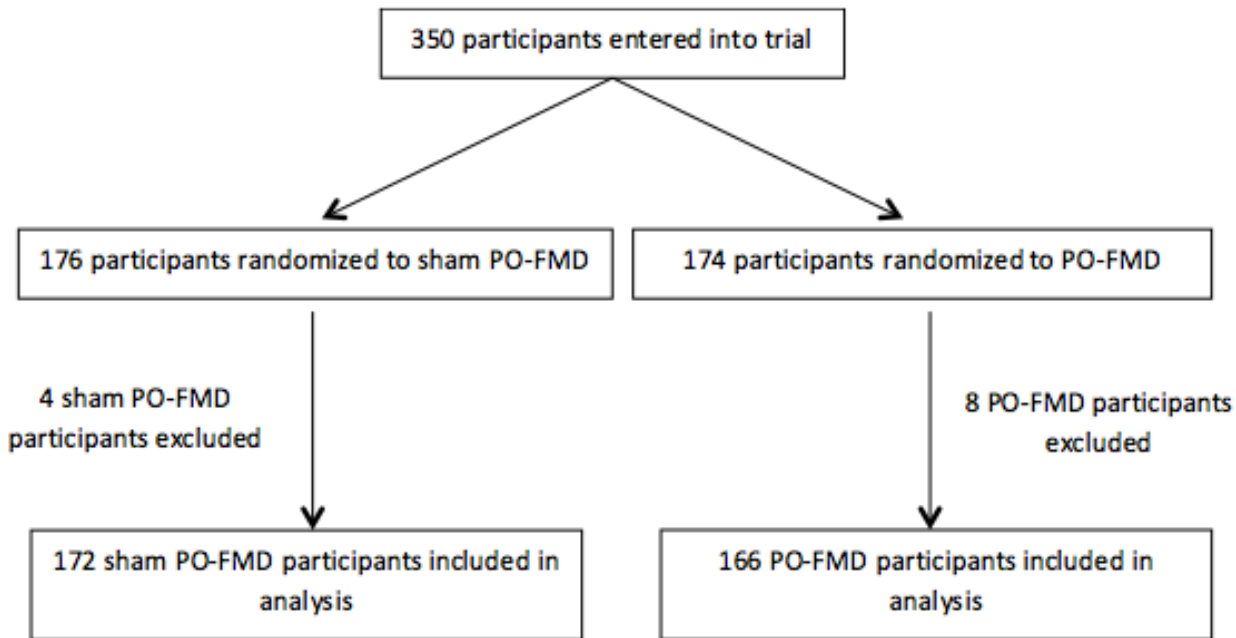 350 participants entered into trial
176 participants randomized to sham PO-FMD
174 participants randomized to PO-FMD
4 sham PO-FMD
participants excluded
8 PO-FMD participants
excluded
172 sham PO-FMD participants included in
analysis
166 PO-FMD participants included in
analysis